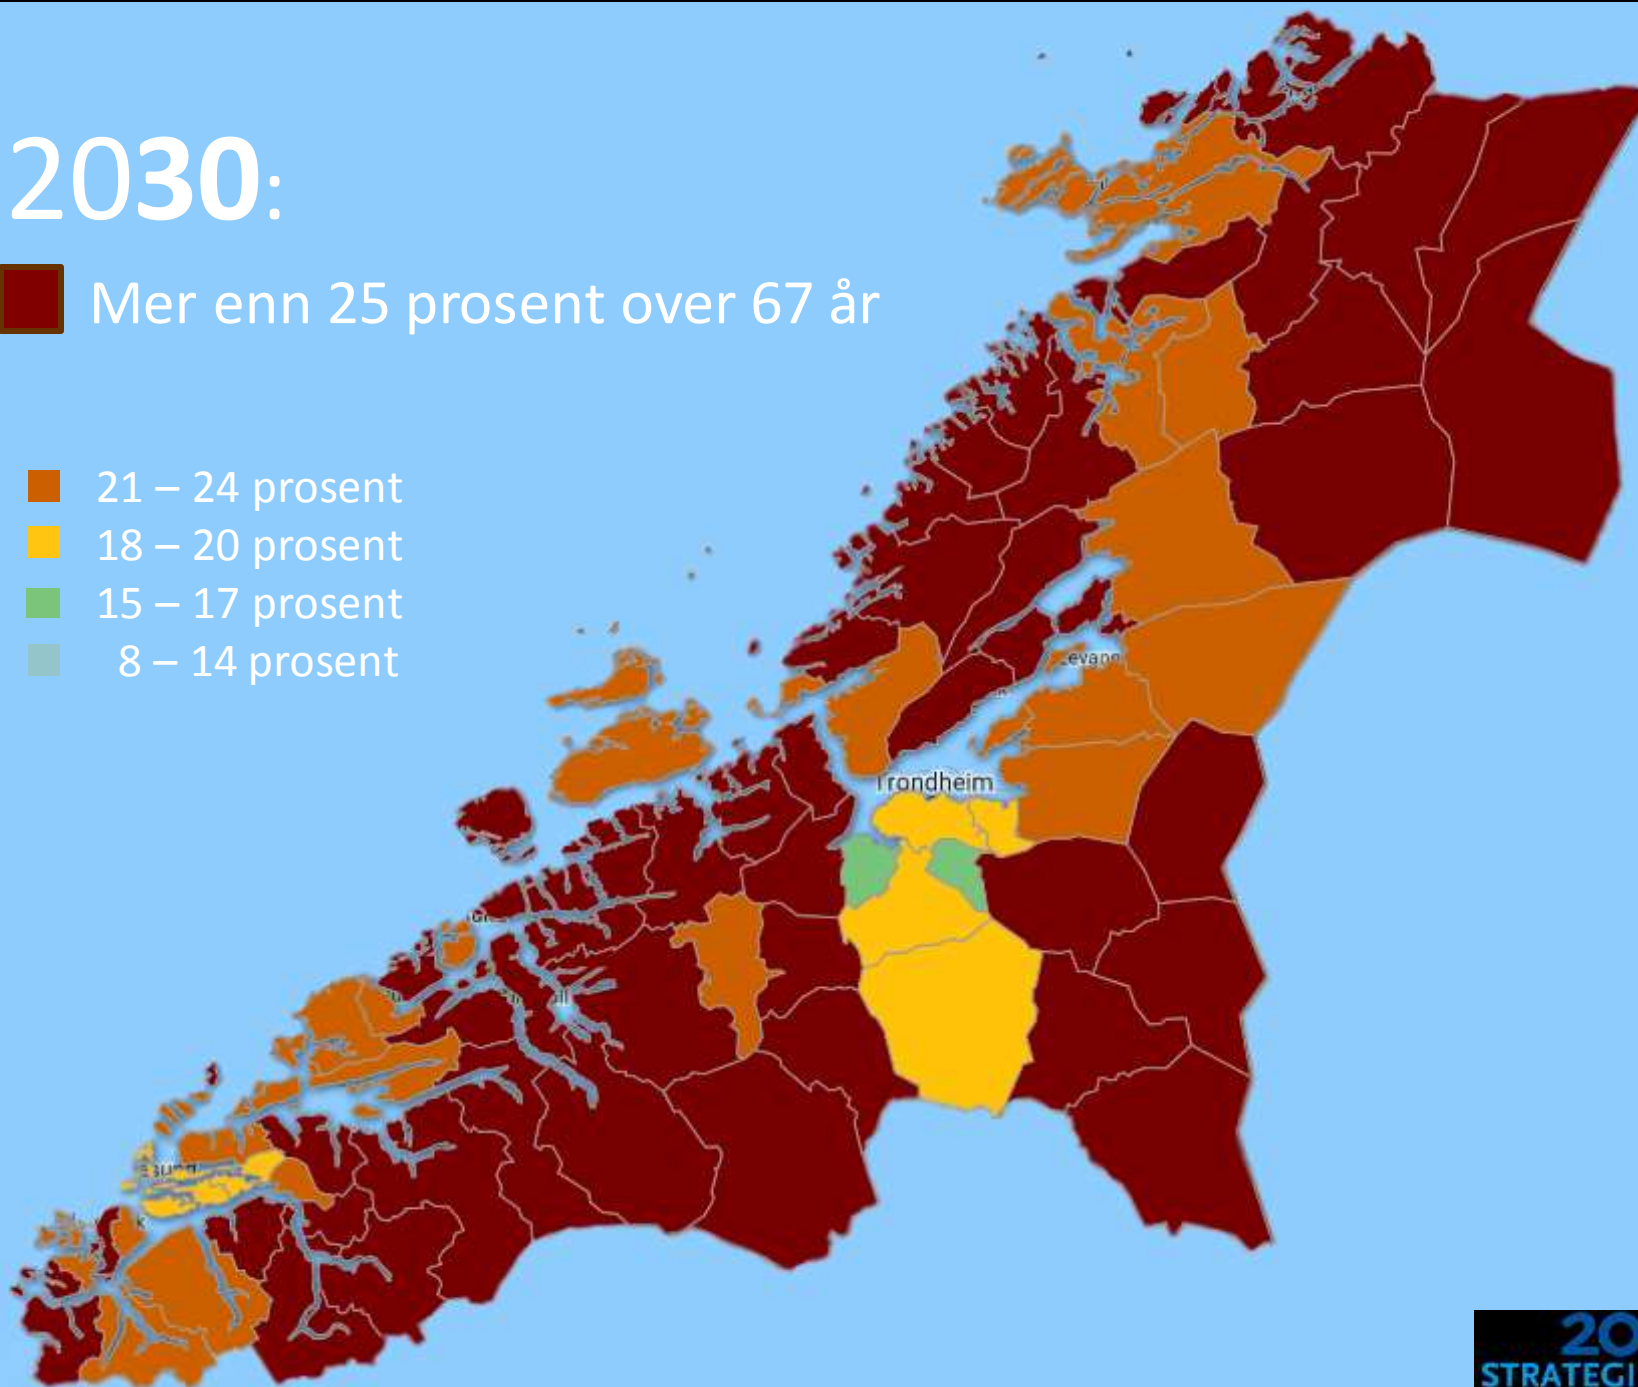 2030:
Mer enn 25 prosent over 67 år
21 – 24 prosent
18 – 20 prosent
15 – 17 prosent
8 – 14 prosent
Trondheim
20
STRATEGI